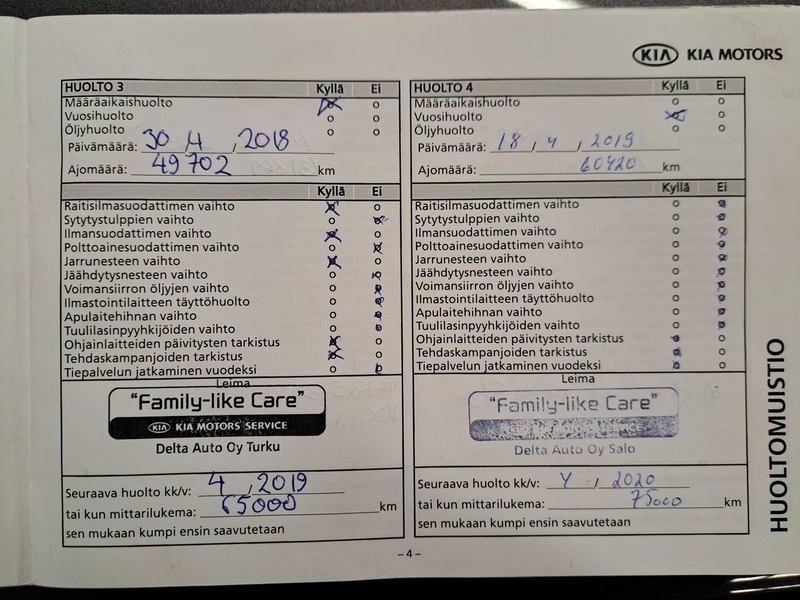 KIA KIA MOTORS
HUOLTO 3 Kyllä Ei
Määräaikaishuolto
Vuosihuolto
Öljyhuolto
Päivämäärä: 30 , 4 , 2018
Ajomäärä: 49702 km
Kyllä Ei
Raitisilmasuodattimen vaihto
Sytytystulppien vaihto
Ilmansuodattimen vaihto
Polttoainesuodattimen vaihto
Jarrunesteen vaihto
Jäähdytysnesteen vaihto
Voimansiirron öljyjen vaihto
Ilmastointilaitteen täyttöhuolto
Apulaitehihnan vaihto
Tuulilasinpyyhkijöiden vaihto
Ohjainlaitteiden päivitysten tarkistus
Tehdaskampanjoiden tarkistus
Tiepalvelun jatkaminen vuodeksi
Leima
"Family-like Care"
KIA KIA MOTORS SERVICE
Delta Auto Oy Turku
Seuraava huolto kk/v: 4 , 2019
tai kun mittarilukema: 65000 km
sen mukaan kumpi ensin saavutetaan
HUOLTO 4 Kyllä Ei
Määräaikaishuolto
Vuosihuolto
Öljyhuolto
Päivämäärä: 18 , 4 , 2019
Ajomäärä: 60420 km
Kyllä Ei
Raitisilmasuodattimen vaihto
Sytytystulppien vaihto
Ilmansuodattimen vaihto
Polttoainesuodattimen vaihto
Jarrunesteen vaihto
Jäähdytysnesteen vaihto
Voimansiirron öljyjen vaihto
Ilmastointilaitteen täyttöhuolto
Apulaitehihnan vaihto
Tuulilasinpyyhkijöiden vaihto
Ohjainlaitteiden päivitysten tarkistus
Tehdaskampanjoiden tarkistus
Tiepalvelun jatkaminen vuodeksi
Leima
"Family-like Care"
Delta Auto Oy Salo
Seuraava huolto kk/v: 4 , 2020
tai kun mittarilukema: 75000 km
sen mukaan kumpi ensin saavutetaan
HUOLTOMUISTIO
– 4 –